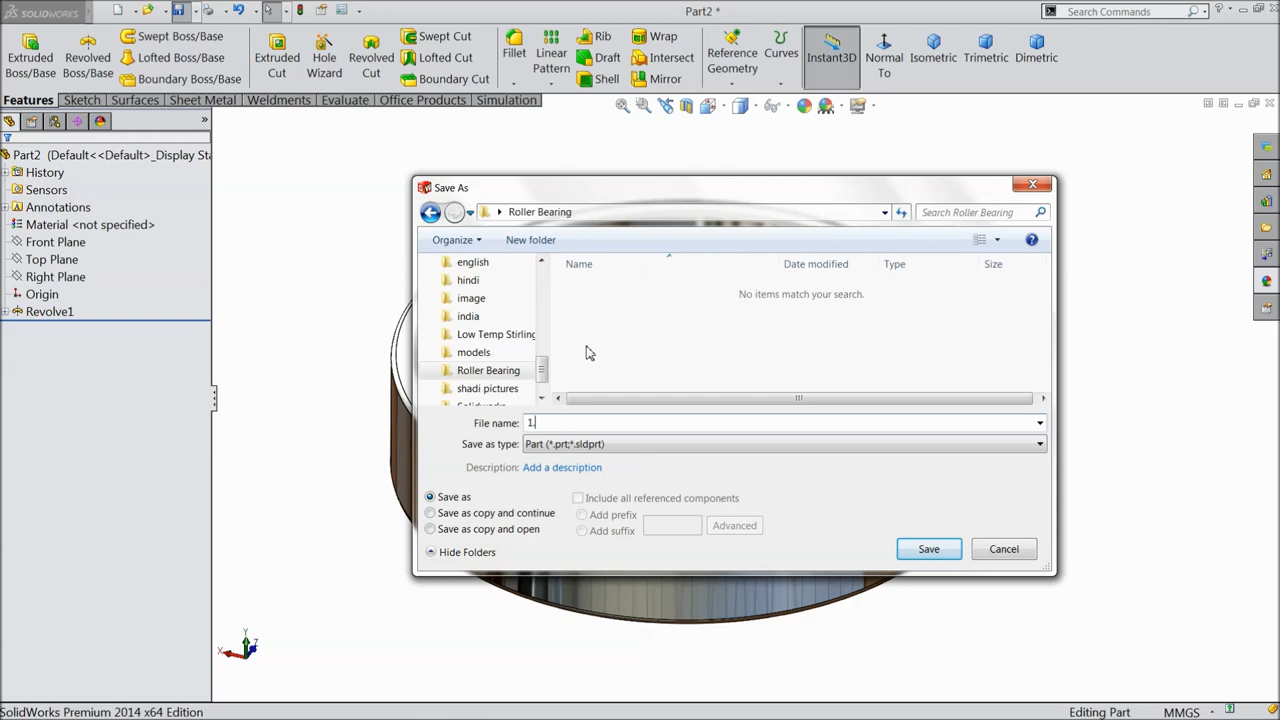 SOLIDWORKS
Part2 *
Search Commands
Extruded Boss/Base
Revolved Boss/Base
Swept Boss/Base
Lofted Boss/Base
Boundary Boss/Base
Extruded Cut
Hole Wizard
Revolved Cut
Swept Cut
Lofted Cut
Boundary Cut
Fillet
Linear Pattern
Rib
Draft
Shell
Wrap
Intersect
Mirror
Reference Geometry
Curves
Instant3D
Normal To
Isometric
Trimetric
Dimetric
Features
Sketch
Surfaces
Sheet Metal
Weldments
Evaluate
Office Products
Simulation
Part2 (Default<<Default>_Display Sta
History
Sensors
Annotations
Material <not specified>
Front Plane
Top Plane
Right Plane
Origin
Revolve1
Save As
Roller Bearing
Search Roller Bearing
Organize
New folder
english
hindi
image
india
Low Temp Stirling
models
Roller Bearing
shadi pictures
Name
Date modified
Type
Size
No items match your search.
File name: 1.
Save as type: Part (*.prt;*.sldprt)
Description: Add a description
Save as
Save as copy and continue
Save as copy and open
Include all referenced components
Add prefix
Add suffix
Advanced
Hide Folders
Save
Cancel
Y
X
Z
SolidWorks Premium 2014 x64 Edition
Editing Part
MMGS